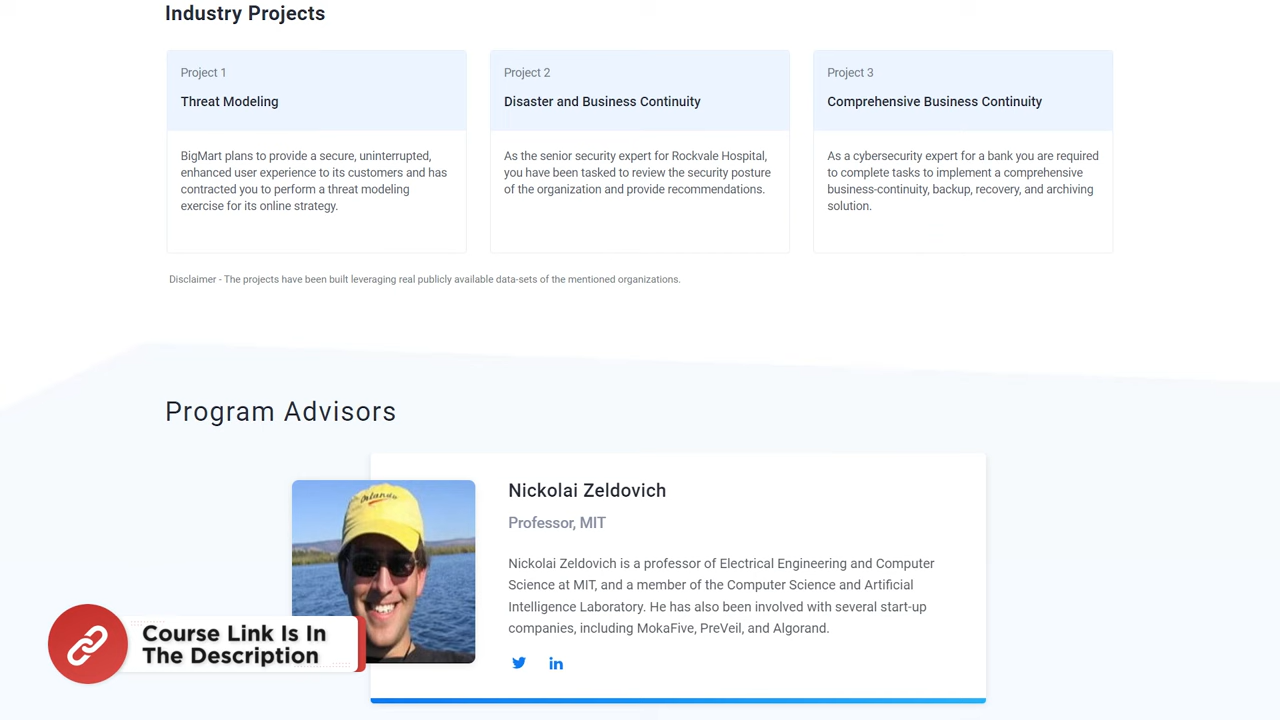 Industry Projects
Project 1
Threat Modeling
BigMart plans to provide a secure, uninterrupted,
enhanced user experience to its customers and has
contracted you to perform a threat modeling
exercise for its online strategy.
Project 2
Disaster and Business Continuity
As the senior security expert for Rockvale Hospital,
you have been tasked to review the security posture
of the organization and provide recommendations.
Project 3
Comprehensive Business Continuity
As a cybersecurity expert for a bank you are required
to complete tasks to implement a comprehensive
business-continuity, backup, recovery, and archiving
solution.
Disclaimer - The projects have been built leveraging real publicly available data-sets of the mentioned organizations.
Program Advisors
Orlando
Nickolai Zeldovich
Professor, MIT
Nickolai Zeldovich is a professor of Electrical Engineering and Computer
Science at MIT, and a member of the Computer Science and Artificial
Intelligence Laboratory. He has also been involved with several start-up
companies, including MokaFive, PreVeil, and Algorand.
Course Link Is In
The Description